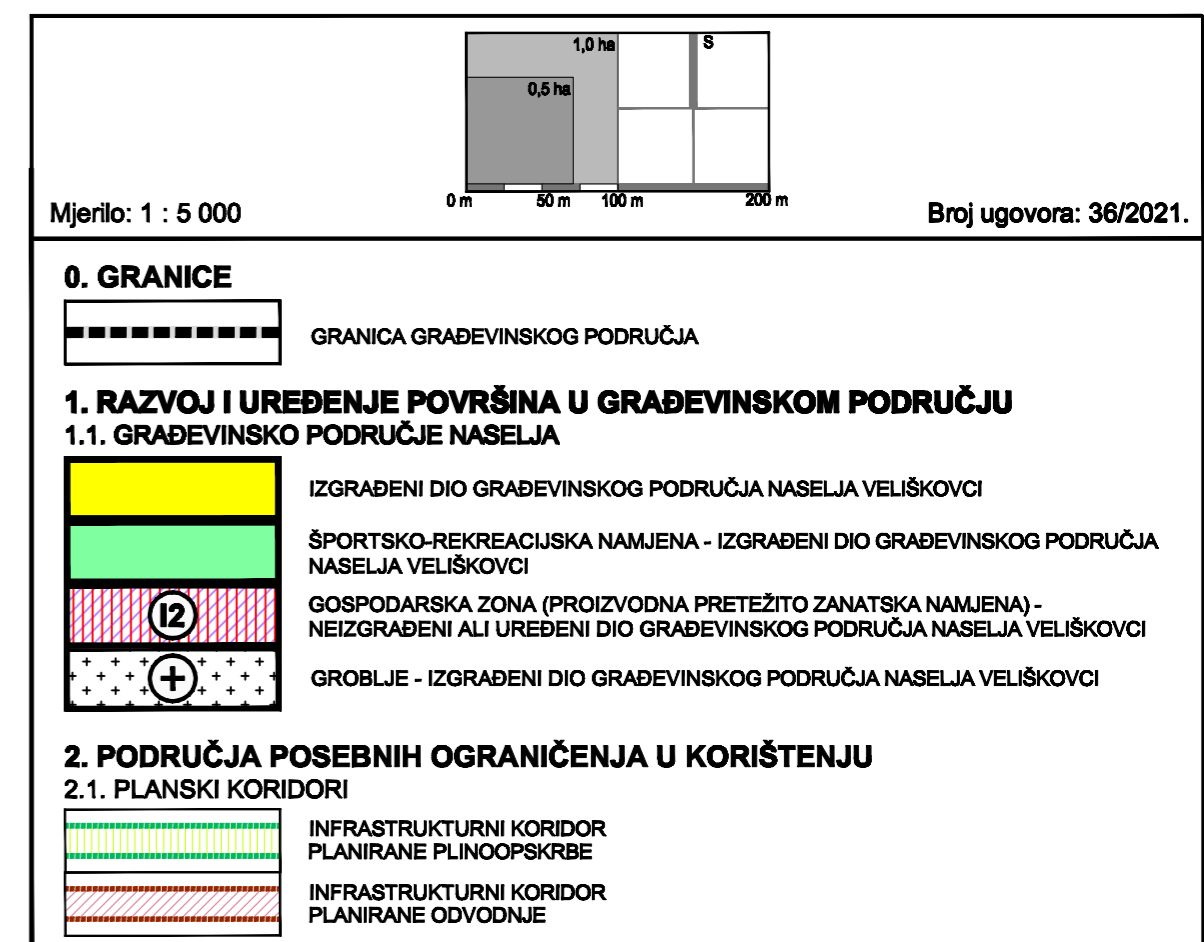 1,0 ha
S
0,5 ha
0 m 50 m 100 m 200 m
Mjerilo: 1 : 5 000
Broj ugovora: 36/2021.
0. GRANICE
GRANICA GRAĐEVINSKOG PODRUČJA
1. RAZVOJ I UREĐENJE POVRŠINA U GRAĐEVINSKOM PODRUČJU
1.1. GRAĐEVINSKO PODRUČJE NASELJA
IZGRAĐENI DIO GRAĐEVINSKOG PODRUČJA NASELJA VELIŠKOVCI
ŠPORTSKO-REKREACIJSKA NAMJENA - IZGRAĐENI DIO GRAĐEVINSKOG PODRUČJA
NASELJA VELIŠKOVCI
I2
GOSPODARSKA ZONA (PROIZVODNA PRETEŽITO ZANATSKA NAMJENA) -
NEIZGRAĐENI ALI UREĐENI DIO GRAĐEVINSKOG PODRUČJA NASELJA VELIŠKOVCI
GROBLJE - IZGRAĐENI DIO GRAĐEVINSKOG PODRUČJA NASELJA VELIŠKOVCI
2. PODRUČJA POSEBNIH OGRANIČENJA U KORIŠTENJU
2.1. PLANSKI KORIDORI
INFRASTRUKTURNI KORIDOR
PLANIRANE PLINOOPSKRBE
INFRASTRUKTURNI KORIDOR
PLANIRANE ODVODNJE